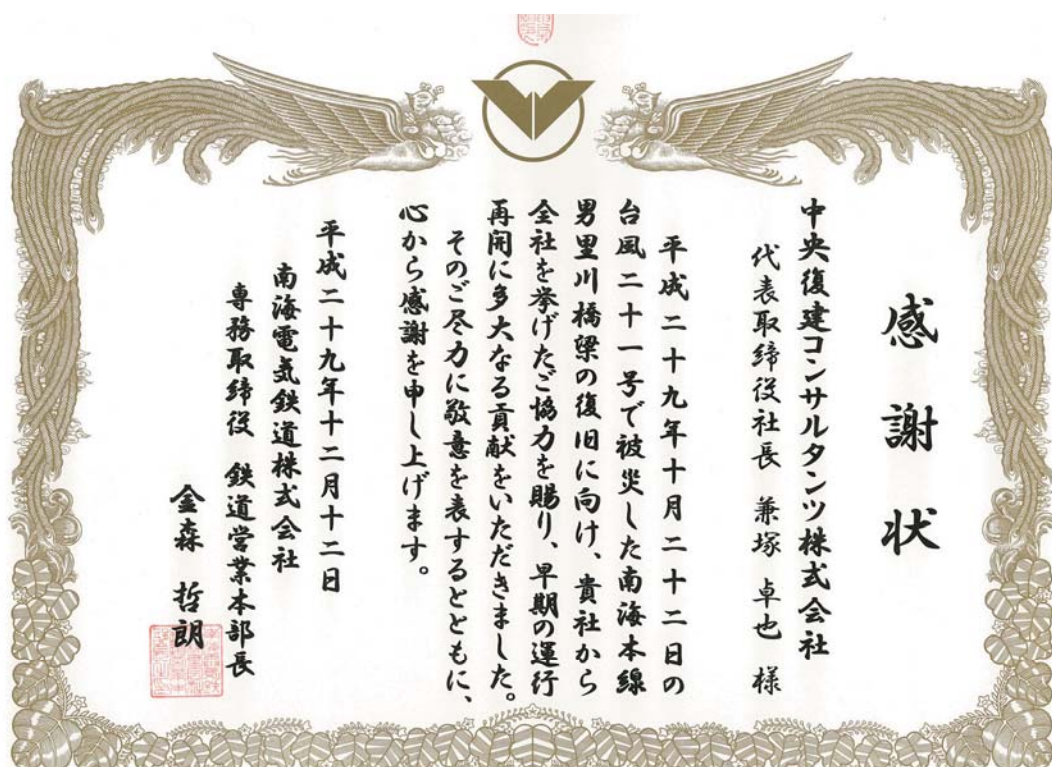 感謝状
中央復建コンサルタンツ株式会社
代表取締役社長 兼塚 卓也 様
平成二十九年十月二十二日の
台風二十一号で被災した南海本線
男里川橋梁の復旧に向け、貴社から
全社を挙げたご協力を賜り、早期の運行
再開に多大なる貢献をいただきました。
そのご尽力に敬意を表するとともに、
心から感謝を申し上げます。
平成二十九年十二月十二日
南海電気鉄道株式会社
専務取締役 鉄道営業本部長
金森 哲朗